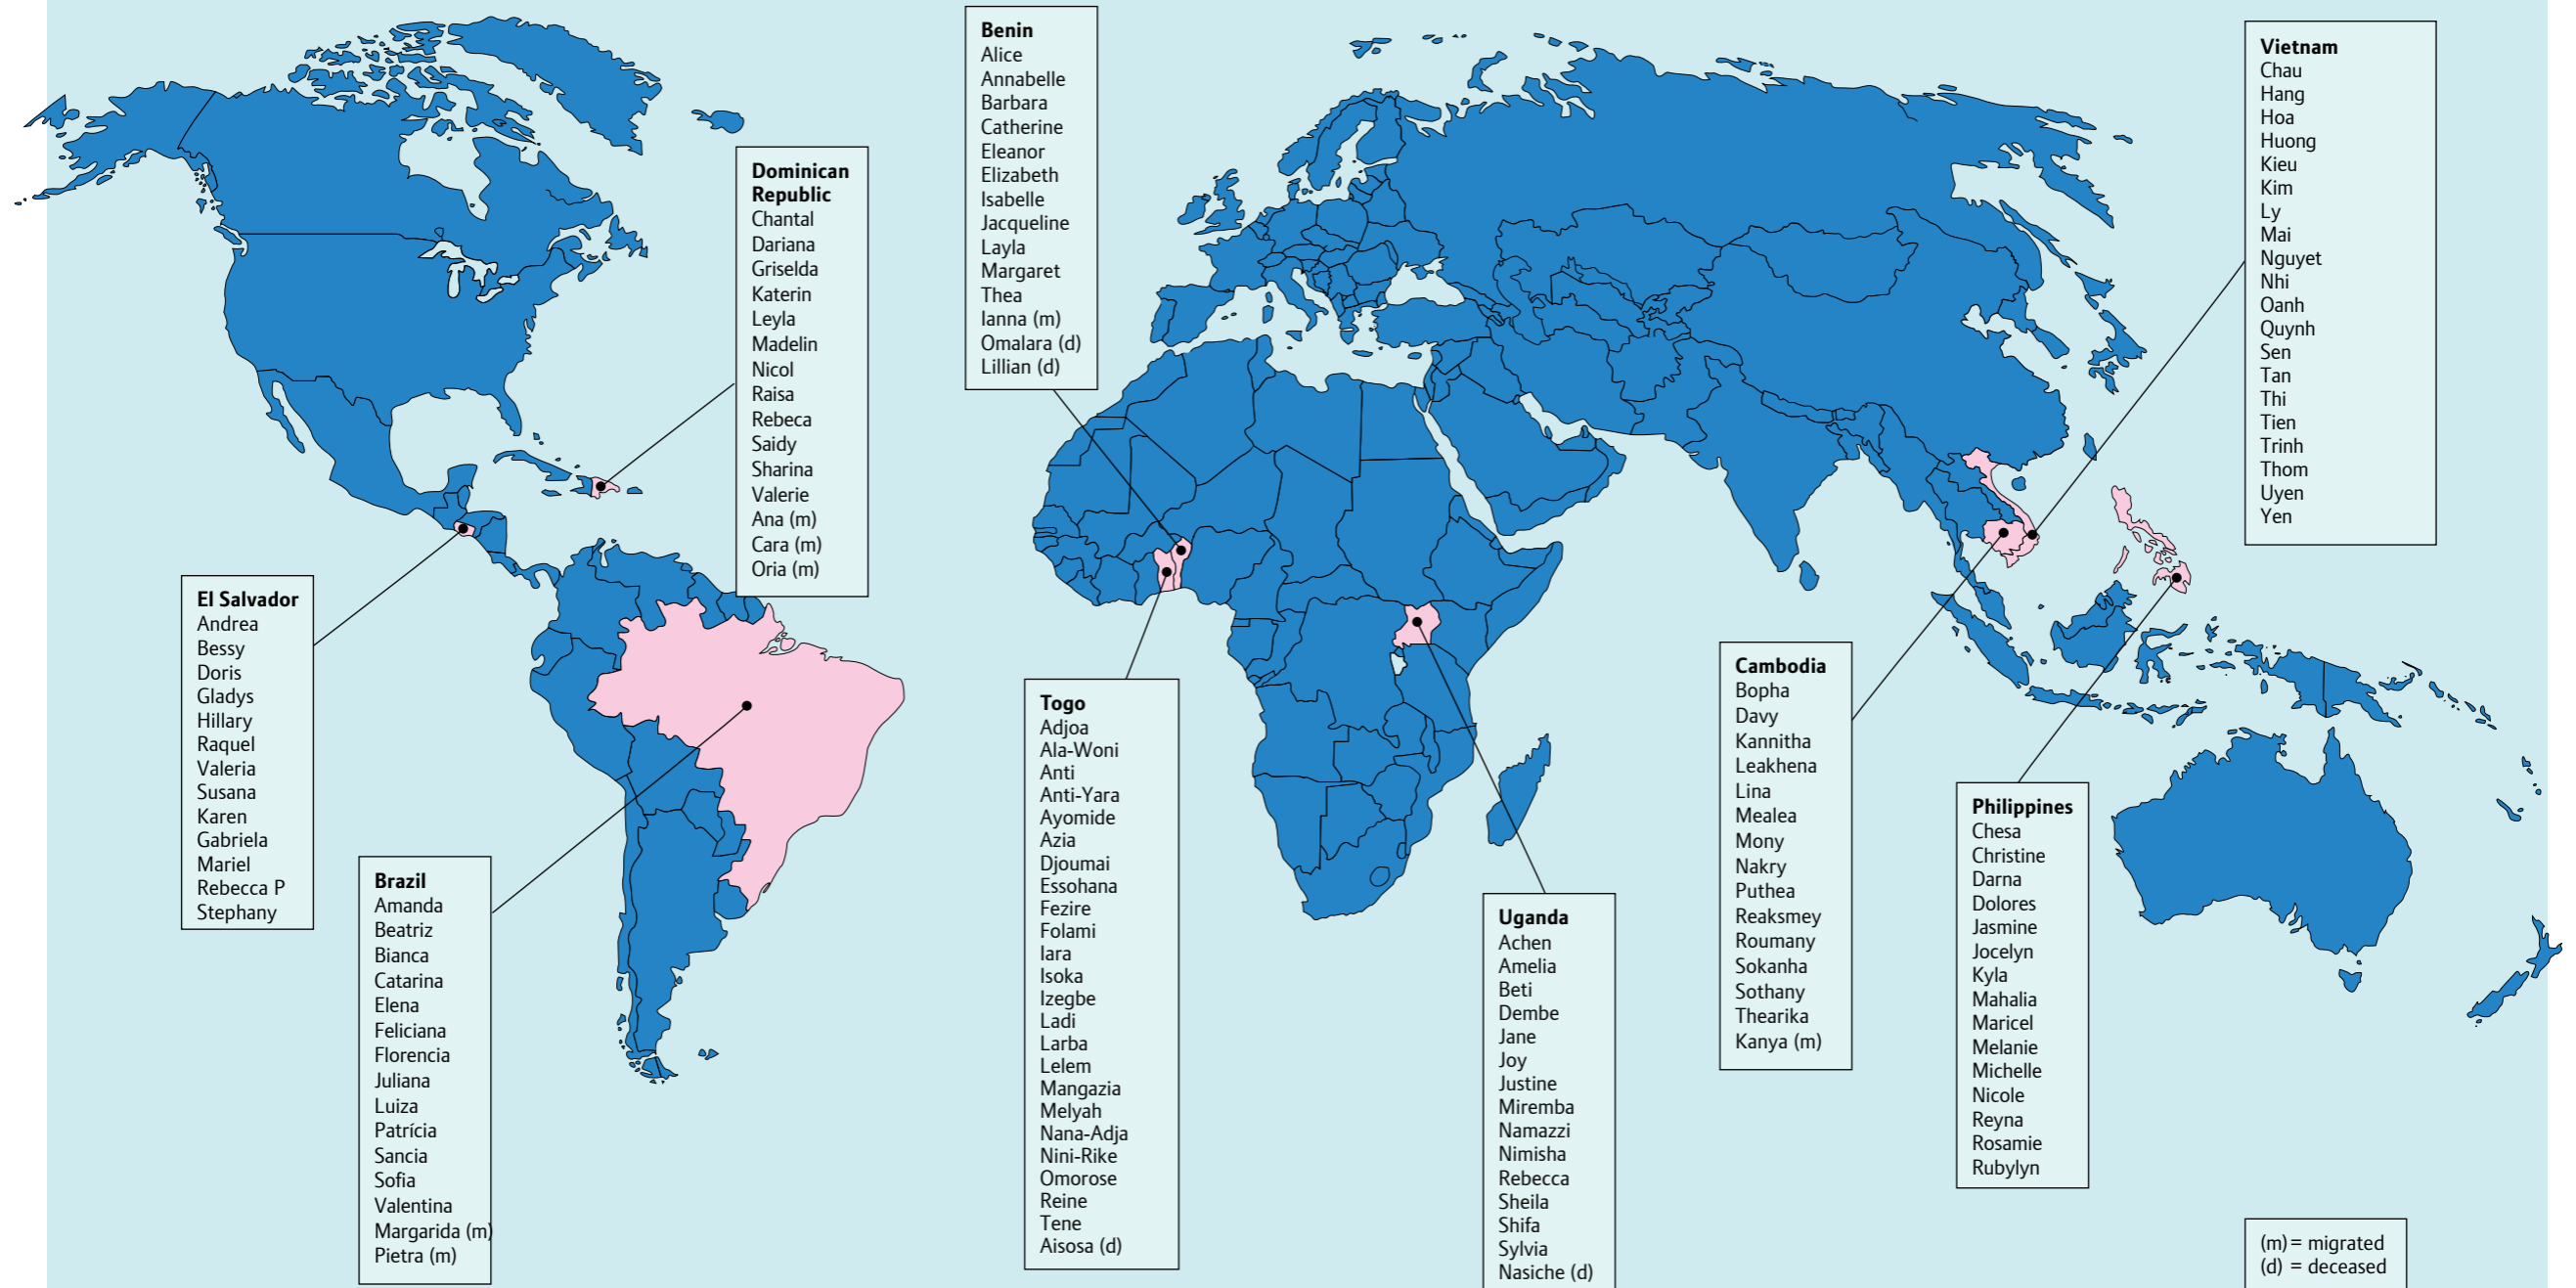 Benin
Alice
Annabelle
Barbara
Catherine
Eleanor
Elizabeth
Isabelle
Jacqueline
Layla
Margaret
Thea
Ianna (m)
Omalara (d)
Lillian (d)
Vietnam
Chau
Hang
Hoa
Huong
Kieu
Kim
Ly
Mai
Nguyet
Nhi
Oanh
Quynh
Sen
Tan
Thi
Tien
Trinh
Thom
Uyen
Yen
Dominican
Republic
Chantal
Dariana
Griselda
Katerin
Leyla
Madelin
Nicol
Raisa
Rebeca
Saidy
Sharina
Valerie
Ana (m)
Cara (m)
Oria (m)
El Salvador
Andrea
Bessy
Doris
Gladys
Hillary
Raquel
Valeria
Susana
Karen
Gabriela
Mariel
Rebecca P
Stephany
Brazil
Amanda
Beatriz
Bianca
Catarina
Elena
Feliciana
Florencia
Juliana
Luiza
Patrícia
Sancia
Sofia
Valentina
Margarida (m)
Pietra (m)
Togo
Adjoa
Ala-Woni
Anti
Anti-Yara
Ayomide
Azia
Djoumai
Essohana
Fezire
Folami
Iara
Isoka
Izegbe
Ladi
Larba
Lelem
Mangazia
Melyah
Nana-Adja
Nini-Rike
Omorose
Reine
Tene
Aisosa (d)
Uganda
Achen
Amelia
Beti
Dembe
Jane
Joy
Justine
Miremba
Namazzi
Nimisha
Rebecca
Sheila
Shifa
Sylvia
Nasiche (d)
Cambodia
Bopha
Davy
Kannitha
Leakhena
Lina
Mealea
Mony
Nakry
Puthea
Reaksmey
Roumany
Sokanha
Sothany
Thearika
Kanya (m)
Philippines
Chesa
Christine
Darna
Dolores
Jasmine
Jocelyn
Kyla
Mahalia
Maricel
Melanie
Michelle
Nicole
Reyna
Rosamie
Rubylyn
(m) = migrated
(d) = deceased